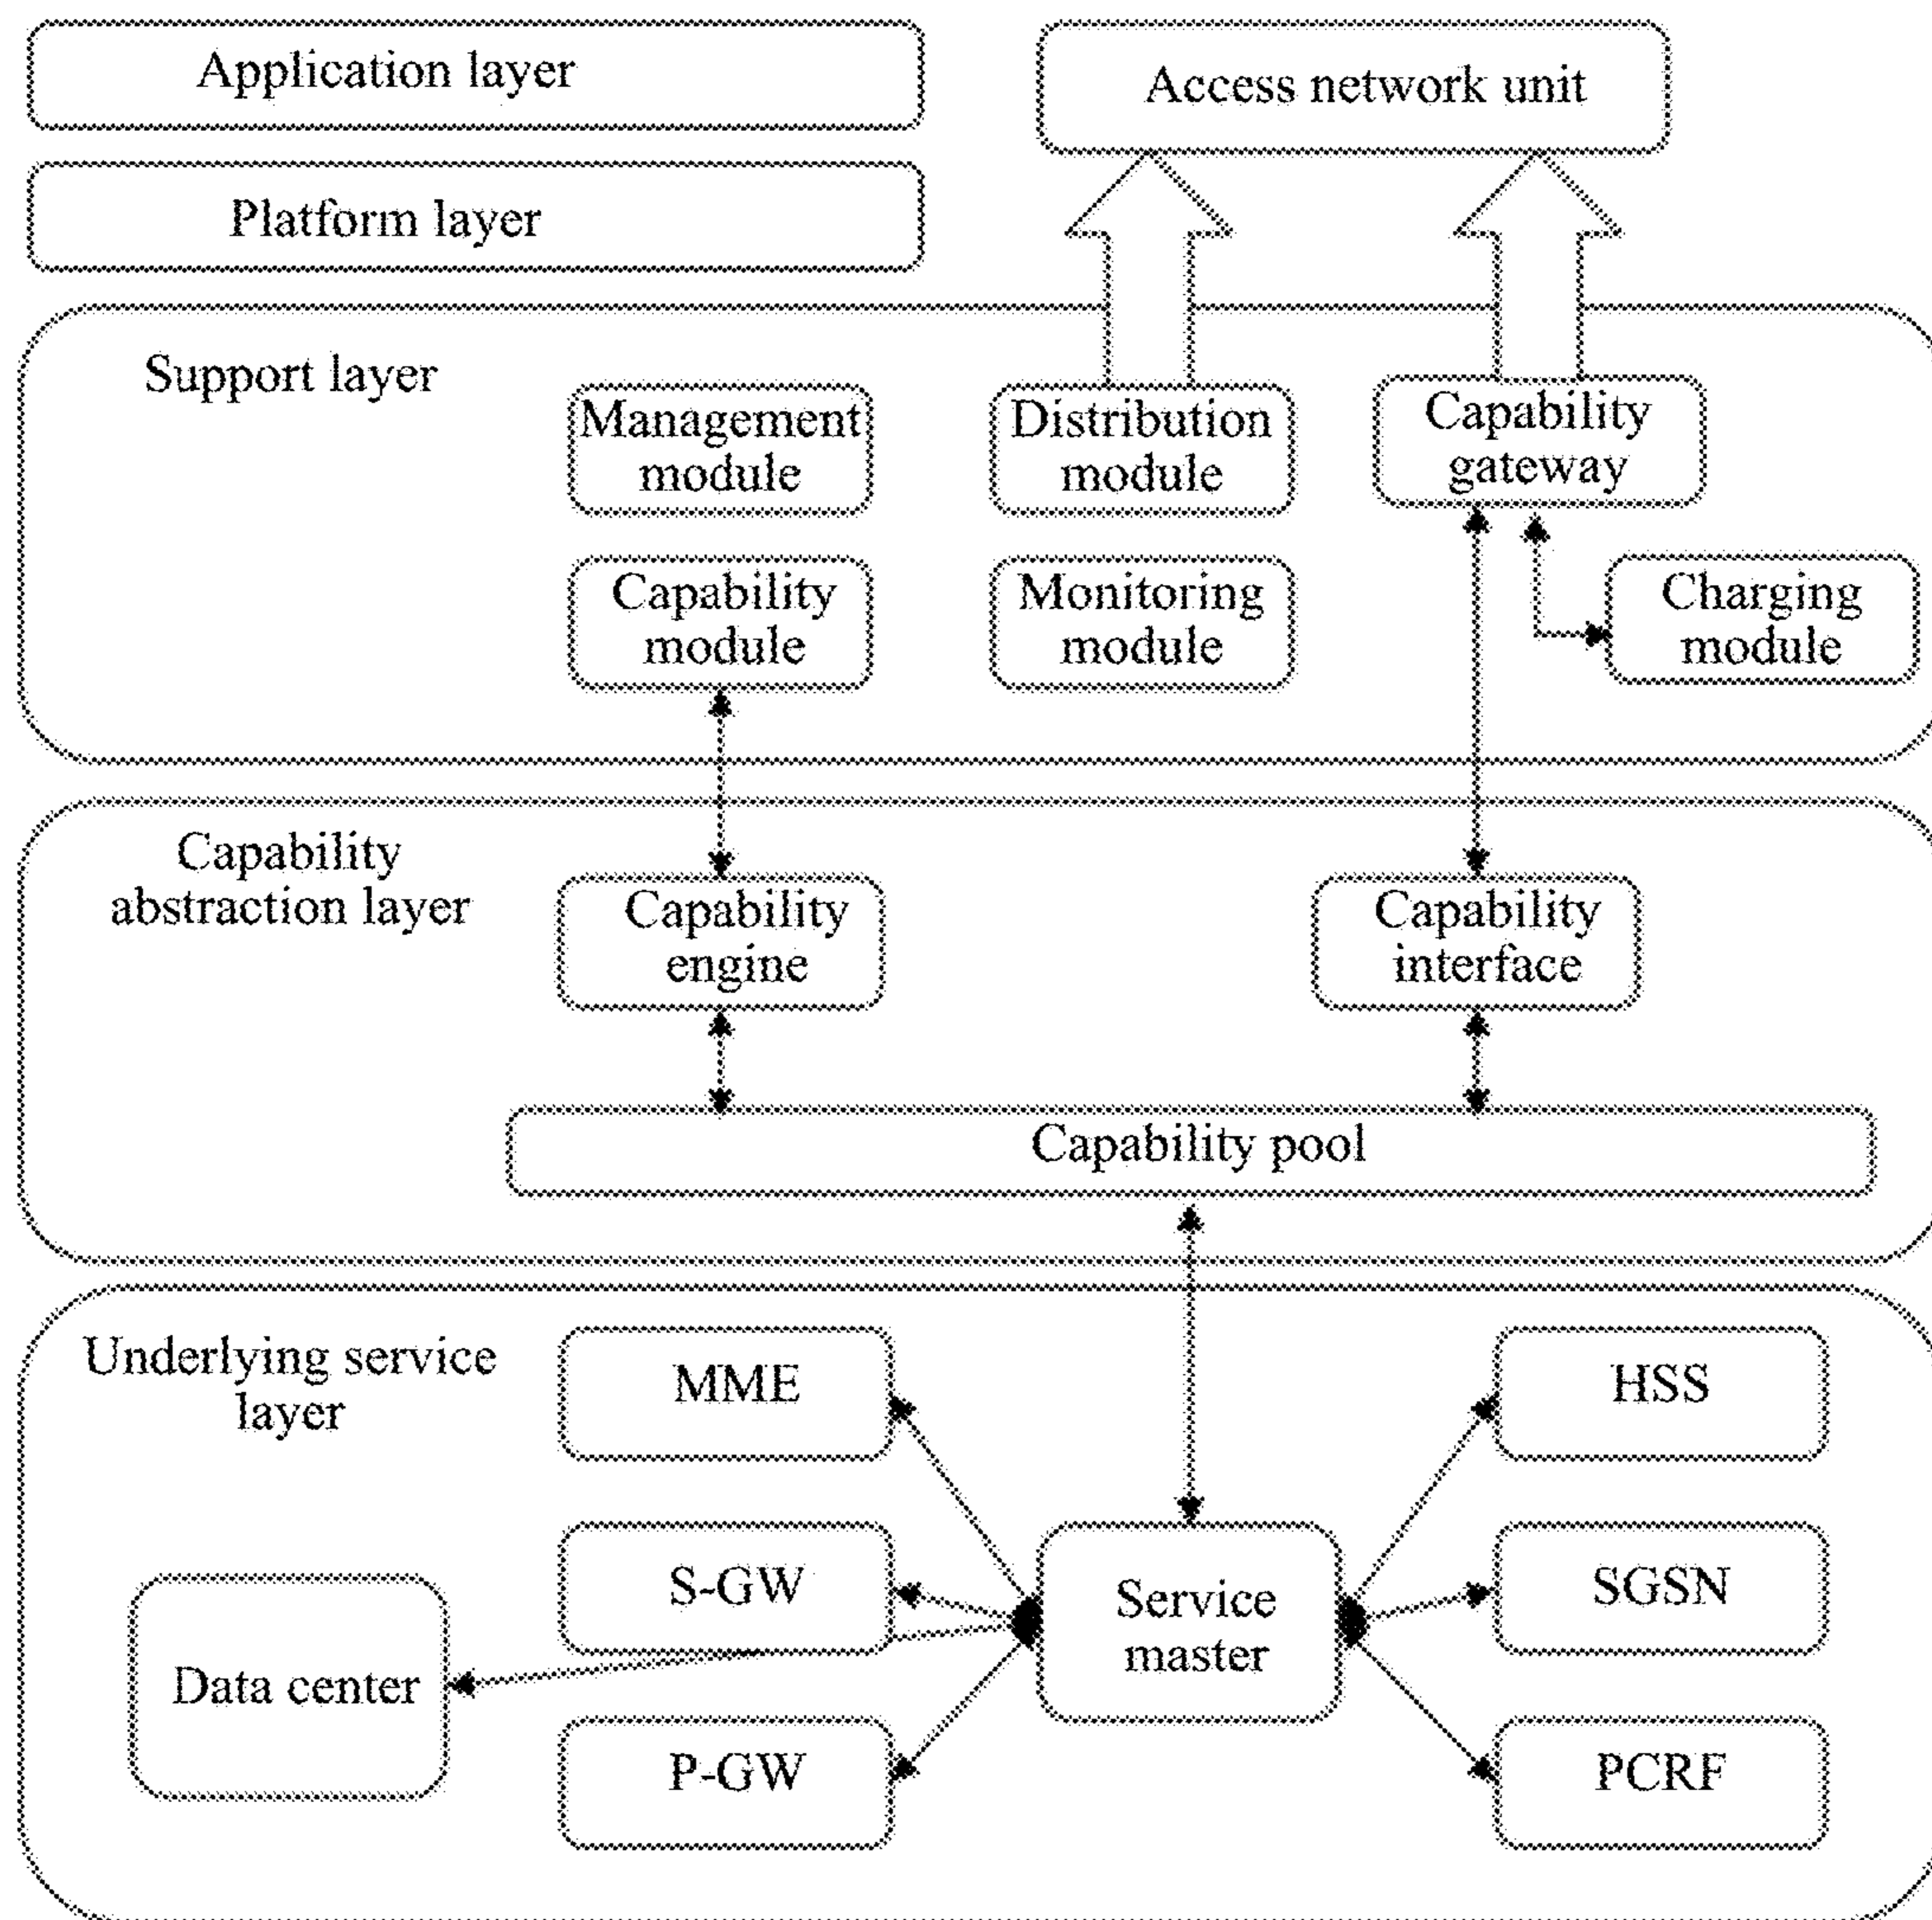 Application layer
Access network unit
Platform layer
Support layer
Management
module
Distribution
module
Capability
gateway
Capability
module
Monitoring
module
Charging
module
Capability
abstraction layer
Capability
engine
Capability
interface
Capability pool
Underlying service
layer
MME
HSS
S-GW
Service
master
SGSN
Data center
P-GW
PCRF